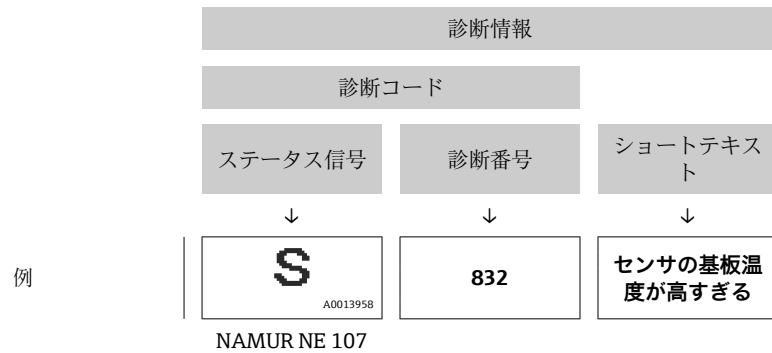 診断情報
診断コード
ステータス信号
診断番号
ショートテキス
ト
↓
↓
↓
例
S
A0013958
832
センサの基板温
度が高すぎる
NAMUR NE 107